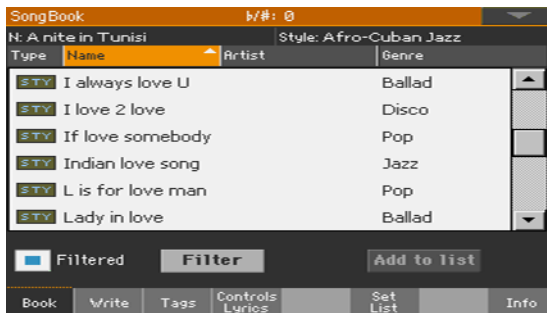 SongBook ♭/#: 0
N: A nite in Tunisi Style: Afro-Cuban Jazz
Type Name Artist Genre
STY I always love U Ballad
STY I love 2 love Disco
STY If love somebody Pop
STY Indian love song Jazz
STY L is for love man Pop
STY Lady in love Ballad
Filtered Filter Add to list
Book Write Tags Controls Lyrics Set List Info